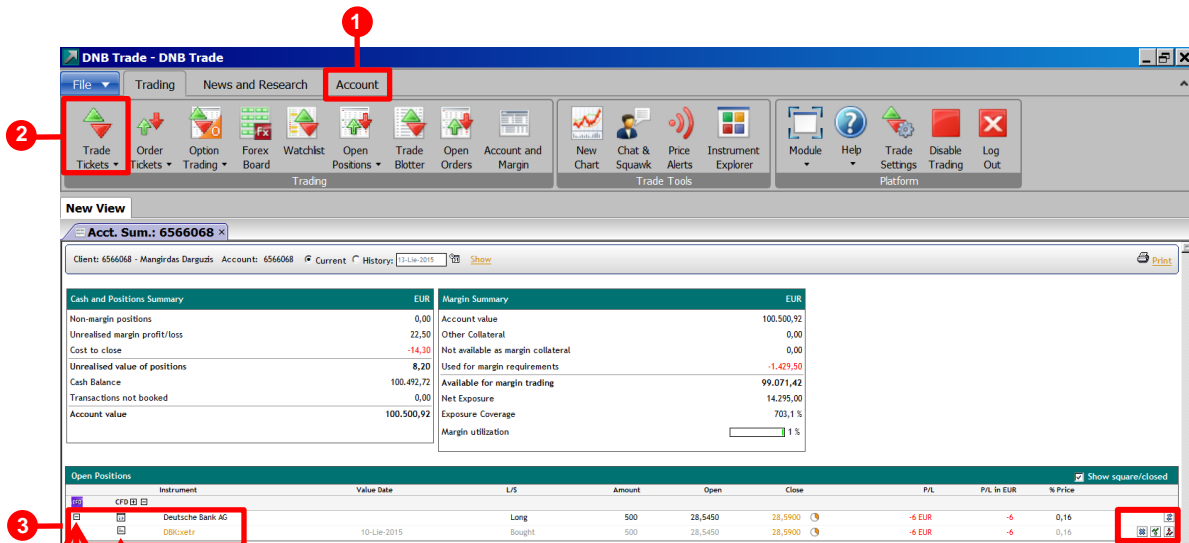 1
DNB Trade - DNB Trade
File Trading News and Research Account
2
Trade Tickets
Order Tickets
Option Trading
Forex Board
Watchlist
Open Positions
Trade Blotter
Open Orders
Account and Margin
New Chart
Chat & Squawk
Price Alerts
Instrument Explorer
Module
Help
Trade Settings
Disable Trading
Log Out
Trading Trade Tools Platform
New View
Acct. Sum.: 6566068 ×
Client: 6566068 - Mangirdas Darguzis Account: 6566068 Current History: 13-Lie-2015 Show Print
Cash and Positions Summary EUR
Non-margin positions 0,00
Unrealised margin profit/loss 22,50
Cost to close -14,30
Unrealised value of positions 8,20
Cash Balance 100.492,72
Transactions not booked 0,00
Account value 100.500,92
Margin Summary EUR
Account value 100.500,92
Other Collateral 0,00
Not available as margin collateral 0,00
Used for margin requirements -1.429,50
Available for margin trading 99.071,42
Net Exposure 14.295,00
Exposure Coverage 703,1 %
Margin utilization 1 %
Open Positions Show square/closed
Instrument Value Date L/S Amount Open Close P/L P/L in EUR % Price
CFD CFD
3
Deutsche Bank AG Long 500 28,5450 28,5900 -6 EUR -6 0,16
DBK:xetr 10-Lie-2015 Bought 500 28,5450 28,5900 -6 EUR -6 0,16